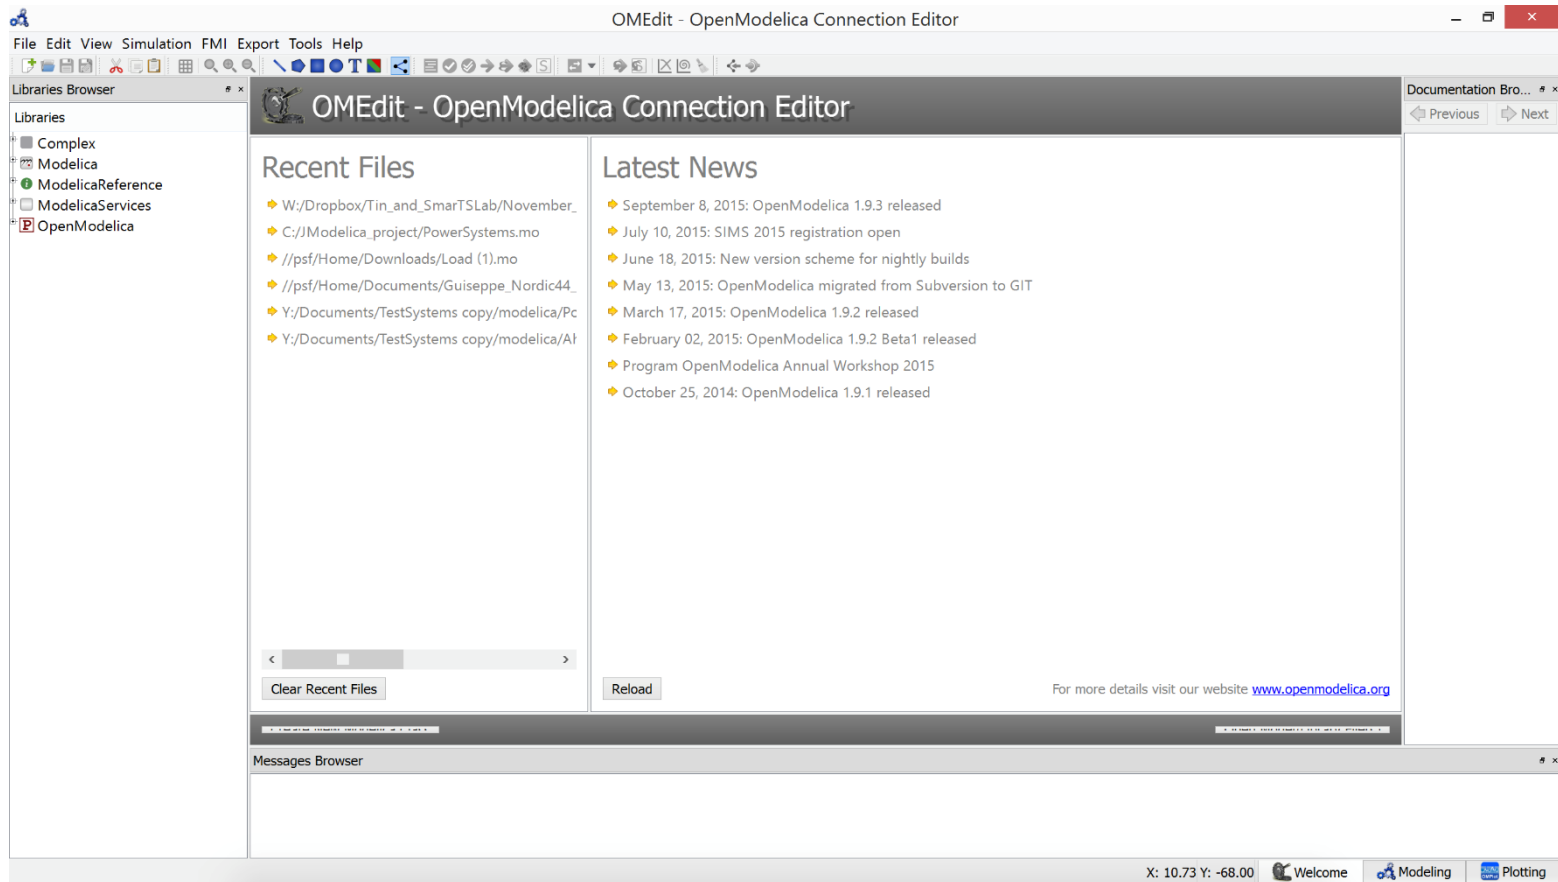 OMEdit - OpenModelica Connection Editor
File Edit View Simulation FMI Export Tools Help
Libraries Browser
Libraries
Complex
Modelica
ModelicaReference
ModelicaServices
OpenModelica
OMEdit - OpenModelica Connection Editor
Recent Files
W:/Dropbox/Tin_and_SmarTSLab/November_
C:/JModelica_project/PowerSystems.mo
//psf/Home/Downloads/Load (1).mo
//psf/Home/Documents/Guiseppe_Nordic44_
Y:/Documents/TestSystems copy/modelica/Pc
Y:/Documents/TestSystems copy/modelica/Al
Clear Recent Files
Latest News
September 8, 2015: OpenModelica 1.9.3 released
July 10, 2015: SIMS 2015 registration open
June 18, 2015: New version scheme for nightly builds
May 13, 2015: OpenModelica migrated from Subversion to GIT
March 17, 2015: OpenModelica 1.9.2 released
February 02, 2015: OpenModelica 1.9.2 Beta1 released
Program OpenModelica Annual Workshop 2015
October 25, 2014: OpenModelica 1.9.1 released
Reload
For more details visit our website www.openmodelica.org
Documentation Bro...
Previous Next
Messages Browser
X: 10.73 Y: -68.00 Welcome Modeling Plotting